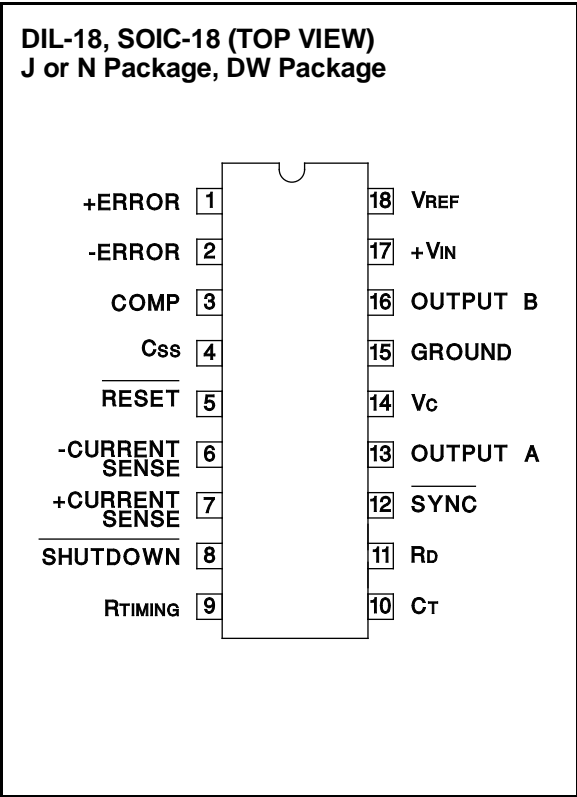 DIL-18, SOIC-18 (TOP VIEW)
J or N Package, DW Package
+ERROR 1 18 VREF
-ERROR 2 17 +VIN
COMP 3 16 OUTPUT B
CSS 4 15 GROUND
RESET 5 14 VC
-CURRENT SENSE 6 13 OUTPUT A
+CURRENT SENSE 7 12 SYNC
SHUTDOWN 8 11 RD
RTIMING 9 10 CT